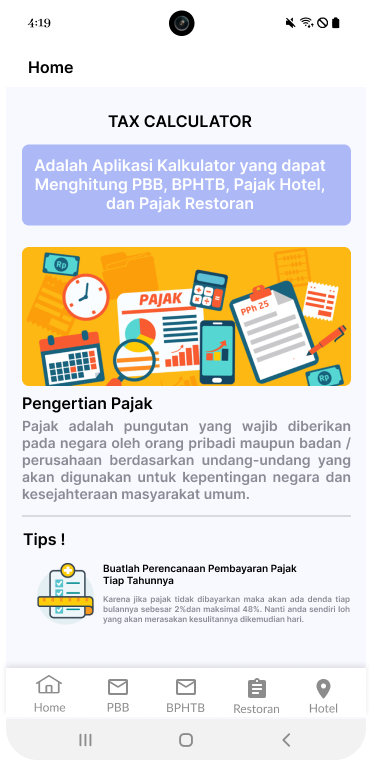 4:19
Home
TAX CALCULATOR
Adalah Aplikasi Kalkulator yang dapat
Menghitung PBB, BPHTB, Pajak Hotel,
dan Pajak Restoran
Rp
PAJAK
PPh 25
Rp
Pengertian Pajak
Pajak adalah pungutan yang wajib diberikan
pada negara oleh orang pribadi maupun badan /
perusahaan berdasarkan undang-undang yang
akan digunakan untuk kepentingan negara dan
kesejahteraan masyarakat umum.
Tips !
Buatlah Perencanaan Pembayaran Pajak
Tiap Tahunnya
Karena jika pajak tidak dibayarkan maka akan ada denda tiap
bulannya sebesar 2%dan maksimal 48%. Nanti anda sendiri loh
yang akan merasakan kesulitannya dikemudian hari.
Home
PBB
BPHTB
Restoran
Hotel